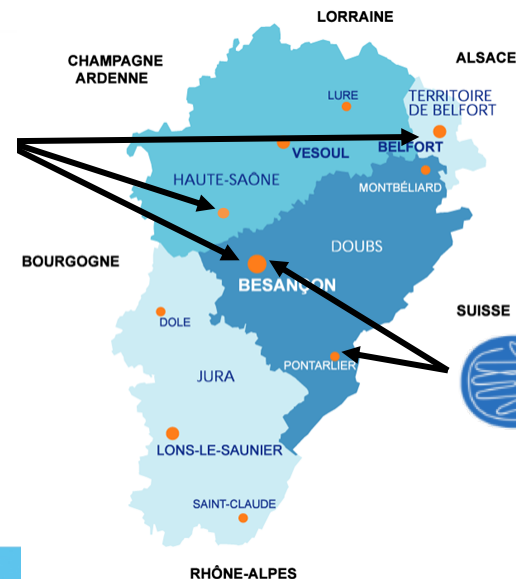 LORRAINE
CHAMPAGNE
ARDENNE
ALSACE
LURE
TERRITOIRE
DE BELFORT
BELFORT
VESOUL
HAUTE-SAÔNE
MONTBÉLIARD
DOUBS
BOURGOGNE
BESANÇON
SUISSE
DOLE
PONTARLIER
JURA
LONS-LE-SAUNIER
SAINT-CLAUDE
RHÔNE-ALPES